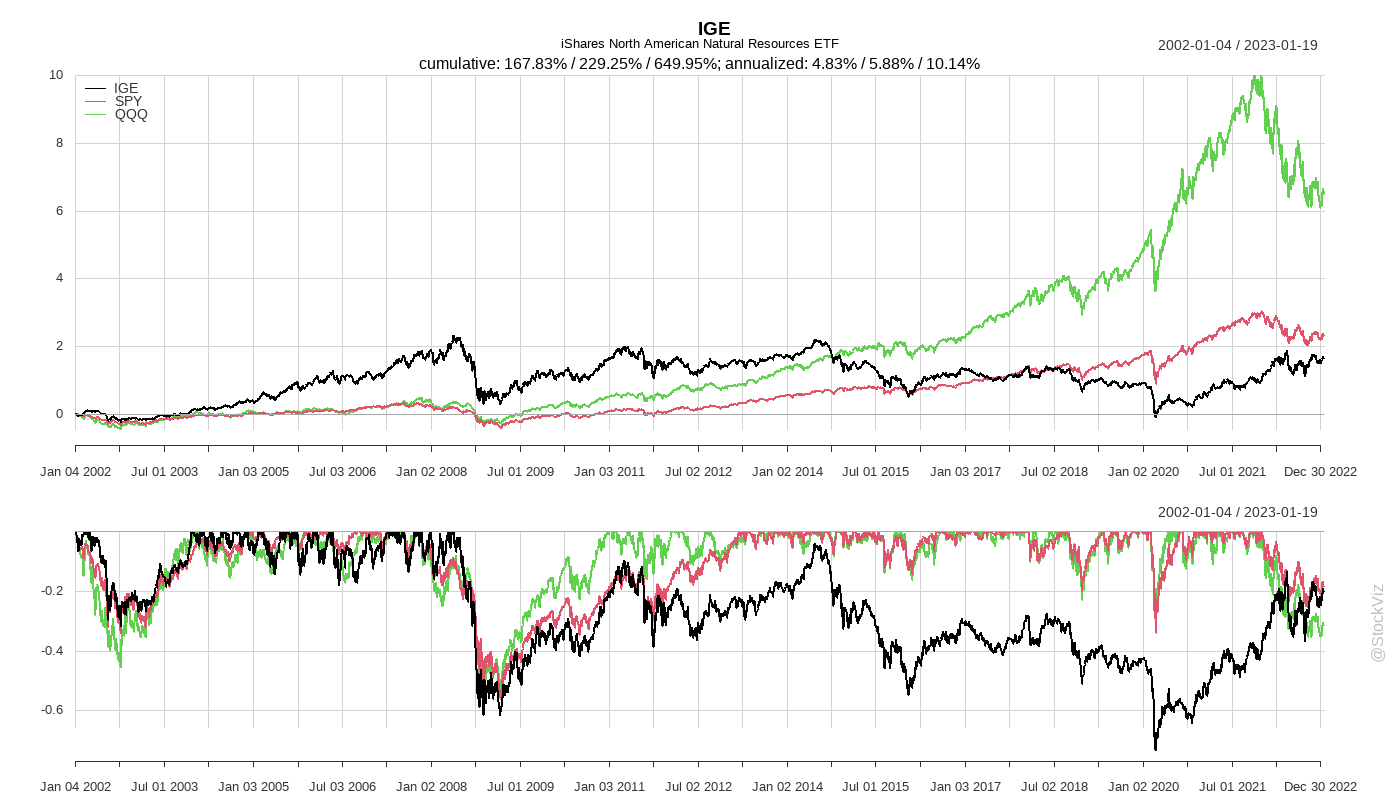 IGE
iShares North American Natural Resources ETF
2002-01-04 / 2023-01-19
cumulative: 167.83% / 229.25% / 649.95%; annualized: 4.83% / 5.88% / 10.14%
10
8
6
4
2
0
IGE
SPY
QQQ
Jan 04 2002 Jul 01 2003 Jan 03 2005 Jul 03 2006 Jan 02 2008 Jul 01 2009 Jan 03 2011 Jul 02 2012 Jan 02 2014 Jul 01 2015 Jan 03 2017 Jul 02 2018 Jan 02 2020 Jul 01 2021 Dec 30 2022
2002-01-04 / 2023-01-19
-0.2
-0.4
-0.6
Jan 04 2002 Jul 01 2003 Jan 03 2005 Jul 03 2006 Jan 02 2008 Jul 01 2009 Jan 03 2011 Jul 02 2012 Jan 02 2014 Jul 01 2015 Jan 03 2017 Jul 02 2018 Jan 02 2020 Jul 01 2021 Dec 30 2022
@StockViz